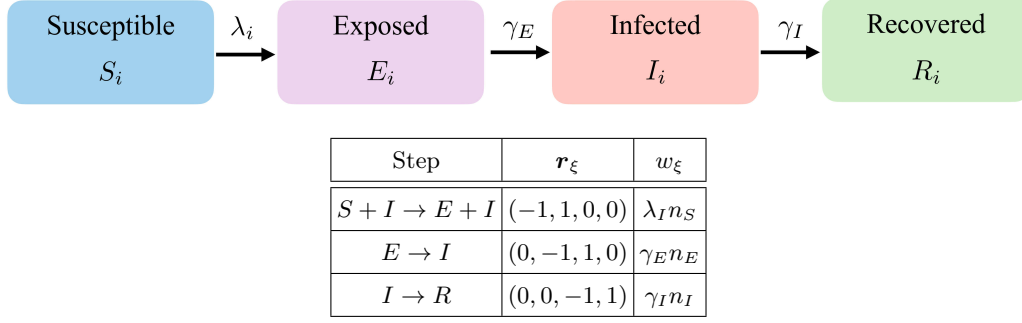 Susceptible λ_i Exposed γ_E Infected γ_I Recovered
S_i E_i I_i R_i
Step r_ξ w_ξ
S + I → E + I (−1, 1, 0, 0) λ_I n_S
E → I (0, −1, 1, 0) γ_E n_E
I → R (0, 0, −1, 1) γ_I n_I